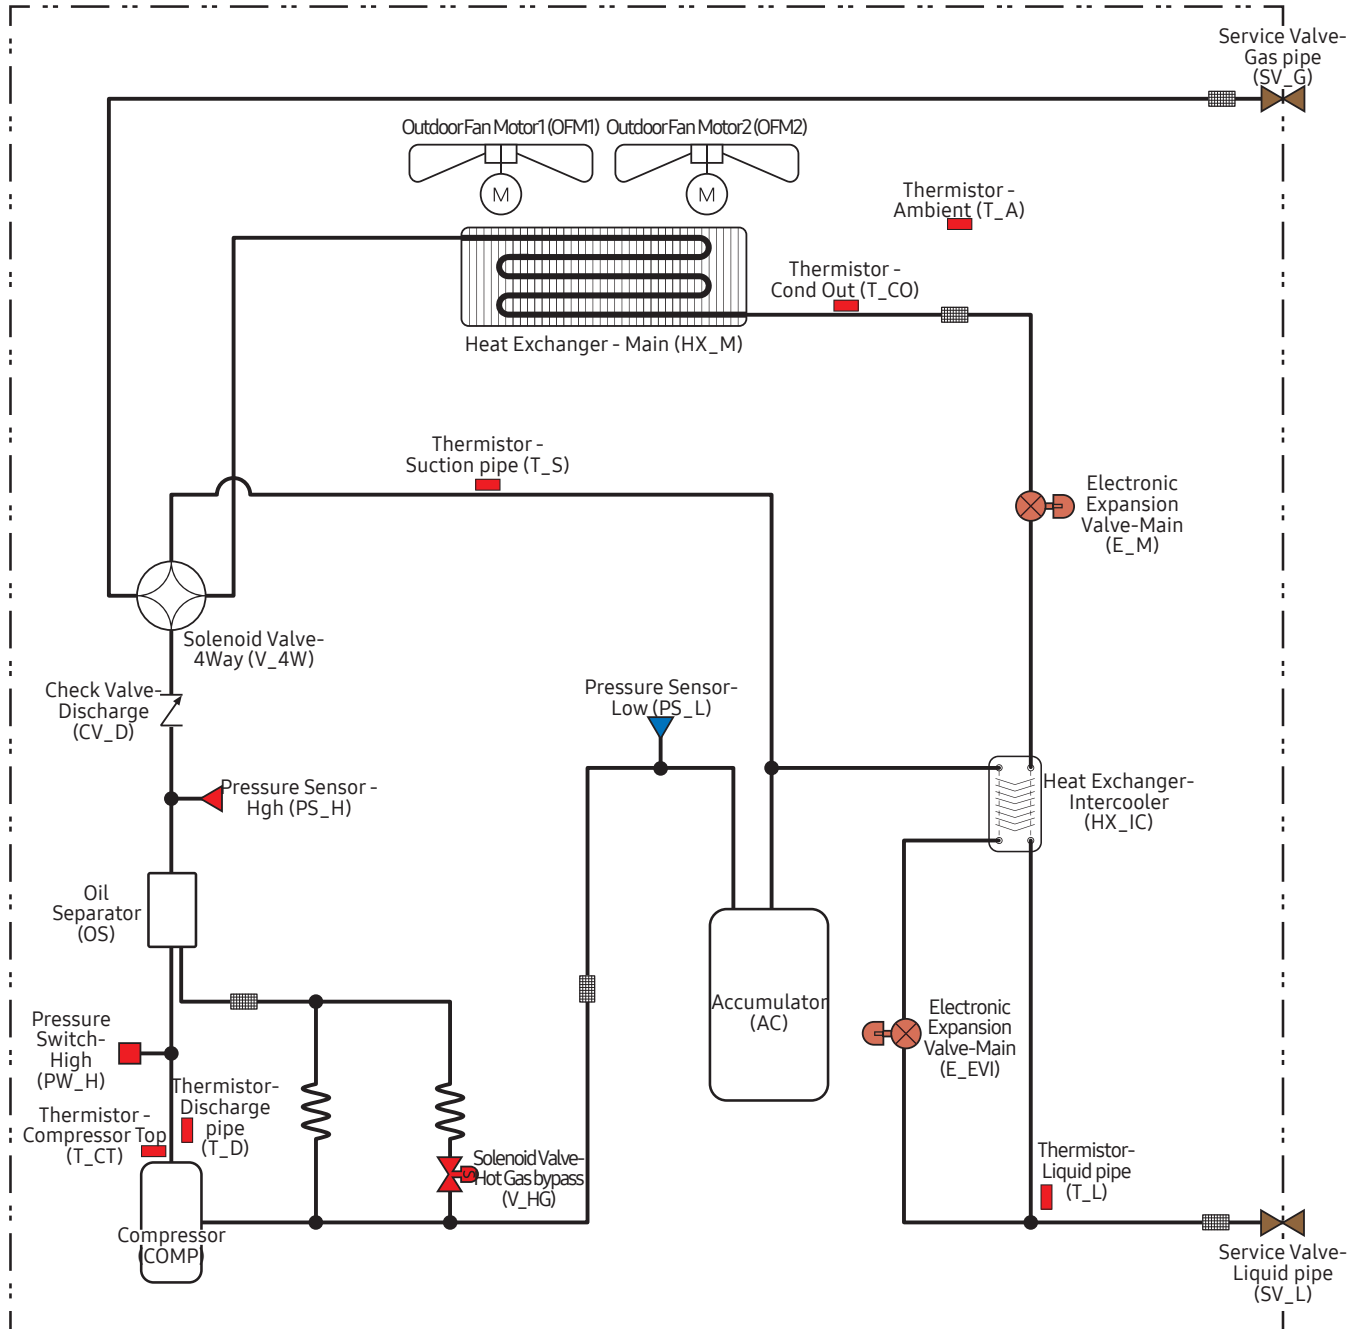 Service Valve-
Gas pipe
(SV_G)
Outdoor Fan Motor1 (OFM1)
Outdoor Fan Motor2 (OFM2)
M
M
Thermistor -
Ambient (T_A)
Thermistor -
Cond Out (T_CO)
Heat Exchanger - Main (HX_M)
Thermistor -
Suction pipe (T_S)
Electronic
Expansion
Valve-Main
(E_M)
Solenoid Valve-
4Way (V_4W)
Check Valve-
Discharge
(CV_D)
Pressure Sensor-
Low (PS_L)
Pressure Sensor -
Hgh (PS_H)
Heat Exchanger-
Intercooler
(HX_IC)
Oil
Separator
(OS)
Accumulator
(AC)
Electronic
Expansion
Valve-Main
(E_EVI)
Pressure
Switch-
High
(PW_H)
Thermistor-
Discharge
pipe
(T_D)
Thermistor -
Compressor Top
(T_CT)
S
Solenoid Valve-
Hot Gas bypass
(V_HG)
Thermistor-
Liquid pipe
(T_L)
Compressor
(COMP)
Service Valve-
Liquid pipe
(SV_L)